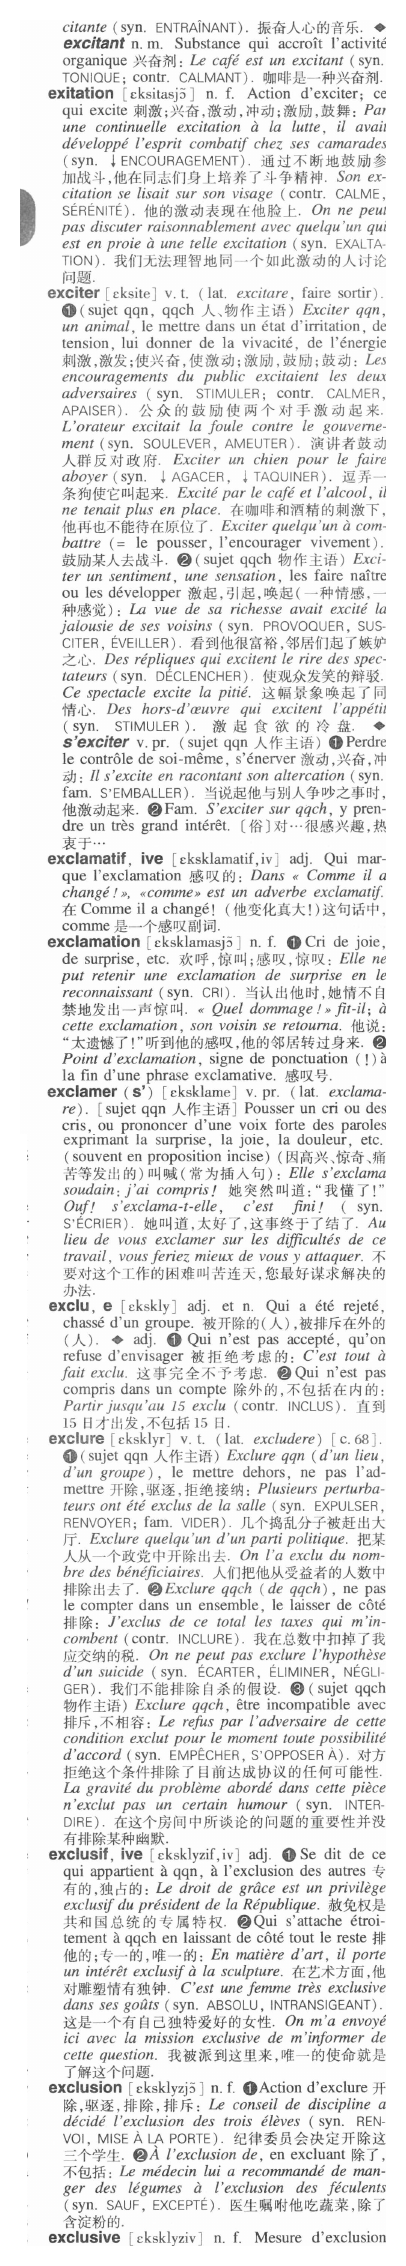 citante (syn. ENTRAÎNANT). 振奋人心的音乐. ◆
excitant n. m. Substance qui accroît l'activité
organique 兴奋剂: Le café est un excitant (syn.
TONIQUE; contr. CALMANT). 咖啡是一种兴奋剂.
exitation [ɛksitasjɔ̃] n. f. Action d'exciter; ce
qui excite 刺激;兴奋,激动,冲动;激励,鼓舞: Par
une continuelle excitation à la lutte, il avait
développé l'esprit combatif chez ses camarades
(syn. ↓ENCOURAGEMENT). 通过不断地鼓励参
加战斗,他在同志们身上培养了斗争精神. Son ex-
citation se lisait sur son visage (contr. CALME,
SÉRÉNITÉ). 他的激动表现在他脸上. On ne peut
pas discuter raisonnablement avec quelqu'un qui
est en proie à une telle excitation (syn. EXALTA-
TION). 我们无法理智地同一个如此激动的人讨论
问题.
exciter [ɛksite] v. t. (lat. excitare, faire sortir).
❶(sujet qqn, qqch 人、物作主语) Exciter qqn,
un animal, le mettre dans un état d'irritation, de
tension, lui donner de la vivacité, de l'énergie
刺激,激发;使兴奋,使激动;激励,鼓励;鼓动: Les
encouragements du public excitaient les deux
adversaires (syn. STIMULER; contr. CALMER,
APAISER). 公众的鼓励使两个对手激动起来.
L'orateur excitait la foule contre le gouverne-
ment (syn. SOULEVER, AMEUTER). 演讲者鼓动
人群反对政府. Exciter un chien pour le faire
aboyer (syn. ↓AGACER, ↓TAQUINER). 逗弄一
条狗使它叫起来. Excité par le café et l'alcool, il
ne tenait plus en place. 在咖啡和酒精的刺激下,
他再也不能待在原位了. Exciter quelqu'un à com-
battre (= le pousser, l'encourager vivement).
鼓励某人去战斗. ❷(sujet qqch 物作主语) Exci-
ter un sentiment, une sensation, les faire naître
ou les développer 激起,引起,唤起(一种情感,一
种感觉): La vue de sa richesse avait excité la
jalousie de ses voisins (syn. PROVOQUER, SUS-
CITER, ÉVEILLER). 看到他很富裕,邻居们起了嫉妒
之心. Des répliques qui excitent le rire des spec-
tateurs (syn. DÉCLENCHER). 使观众发笑的辩驳.
Ce spectacle excite la pitié. 这幅景象唤起了同
情心. Des hors-d'œuvre qui excitent l'appétit
(syn. STIMULER). 激起食欲的冷盘. ◆
s'exciter v. pr. (sujet qqn 人作主语) ❶Perdre
le contrôle de soi-même, s'énerver 激动,兴奋,冲
动: Il s'excite en racontant son altercation (syn.
fam. S'EMBALLER). 当说起他与别人争吵之事时,
他激动起来. ❷Fam. S'exciter sur qqch, y pren-
dre un très grand intérêt. 〔俗〕对…很感兴趣,热
衷于…
exclamatif, ive [ɛksklamatif,iv] adj. Qui mar-
que l'exclamation 感叹的: Dans « Comme il a
changé!», «comme» est un adverbe exclamatif.
在 Comme il a changé! (他变化真大!)这句话中,
comme 是一个感叹副词.
exclamation [ɛksklamasjɔ̃] n. f. ❶Cri de joie,
de surprise, etc. 欢呼,惊叫;感叹,惊叹: Elle ne
put retenir une exclamation de surprise en le
reconnaissant (syn. CRI). 当认出他时,她情不自
禁地发出一声惊叫. « Quel dommage!» fit-il; à
cette exclamation, son voisin se retourna. 他说:
“太遗憾了!”听到他的感叹,他的邻居转过身来. ❷
Point d'exclamation, signe de ponctuation (!)à
la fin d'une phrase exclamative. 感叹号.
exclamer (s') [ɛksklame] v. pr. (lat. exclama-
re). [sujet qqn 人作主语] Pousser un cri ou des
cris, ou prononcer d'une voix forte des paroles
exprimant la surprise, la joie, la douleur, etc.
(souvent en proposition incise) (因高兴、惊奇、痛
苦等发出的)叫喊(常为插入句): Elle s'exclama
soudain: j'ai compris! 她突然叫道:“我懂了!”
Ouf! s'exclama-t-elle, c'est fini! (syn.
S'ÉCRIER). 她叫道,太好了,这事终于了结了. Au
lieu de vous exclamer sur les difficultés de ce
travail, vous feriez mieux de vous y attaquer. 不
要对这个工作的困难叫苦连天,您最好谋求解决的
办法.
exclu, e [ɛkskly] adj. et n. Qui a été rejeté,
chassé d'un groupe. 被开除的(人),被排斥在外的
(人). ◆ adj. ❶Qui n'est pas accepté, qu'on
refuse d'envisager 被拒绝考虑的: C'est tout à
fait exclu. 这事完全不予考虑. ❷Qui n'est pas
compris dans un compte 除外的,不包括在内的:
Partir jusqu'au 15 exclu (contr. INCLUS). 直到
15 日才出发,不包括 15 日.
exclure [ɛksklyr] v. t. (lat. excludere) [c. 68].
❶(sujet qqn 人作主语) Exclure qqn (d'un lieu,
d'un groupe), le mettre dehors, ne pas l'ad-
mettre 开除,驱逐,拒绝接纳: Plusieurs perturba-
teurs ont été exclus de la salle (syn. EXPULSER,
RENVOYER; fam. VIDER). 几个捣乱分子被赶出大
厅. Exclure quelqu'un d'un parti politique. 把某
人从一个政党中开除出去. On l'a exclu du nom-
bre des bénéficiaires. 人们把他从受益者的人数中
排除出去了. ❷Exclure qqch (de qqch), ne pas
le compter dans un ensemble, le laisser de côté
排除: J'exclus de ce total les taxes qui m'in-
combent (contr. INCLURE). 我在总数中扣掉了我
应交纳的税. On ne peut pas exclure l'hypothèse
d'un suicide (syn. ÉCARTER, ÉLIMINER, NÉGLI-
GER). 我们不能排除自杀的假设. ❸(sujet qqch
物作主语) Exclure qqch, être incompatible avec
排斥,不相容: Le refus par l'adversaire de cette
condition exclut pour le moment toute possibilité
d'accord (syn. EMPÊCHER, S'OPPOSER À). 对方
拒绝这个条件排除了目前达成协议的任何可能性.
La gravité du problème abordé dans cette pièce
n'exclut pas un certain humour (syn. INTER-
DIRE). 在这个房间中所谈论的问题的重要性并没
有排除某种幽默.
exclusif, ive [ɛksklyzif,iv] adj. ❶Se dit de ce
qui appartient à qqn, à l'exclusion des autres 专
有的,独占的: Le droit de grâce est un privilège
exclusif du président de la République. 赦免权是
共和国总统的专属特权. ❷Qui s'attache étroi-
tement à qqch en laissant de côté tout le reste 排
他的;专一的,唯一的: En matière d'art, il porte
un intérêt exclusif à la sculpture. 在艺术方面,他
对雕塑情有独钟. C'est une femme très exclusive
dans ses goûts (syn. ABSOLU, INTRANSIGEANT).
这是一个有自己独特爱好的女性. On m'a envoyé
ici avec la mission exclusive de m'informer de
cette question. 我被派到这里来,唯一的使命就是
了解这个问题.
exclusion [ɛksklyzjɔ̃] n. f. ❶Action d'exclure 开
除,驱逐,排除,排斥: Le conseil de discipline a
décidé l'exclusion des trois élèves (syn. REN-
VOI, MISE À LA PORTE). 纪律委员会决定开除这
三个学生. ❷À l'exclusion de, en excluant 除了,
不包括: Le médecin lui a recommandé de man-
ger des légumes à l'exclusion des féculents
(syn. SAUF, EXCEPTÉ). 医生嘱咐他吃蔬菜,除了
含淀粉的.
exclusive [ɛksklyziv] n. f. Mesure d'exclusion